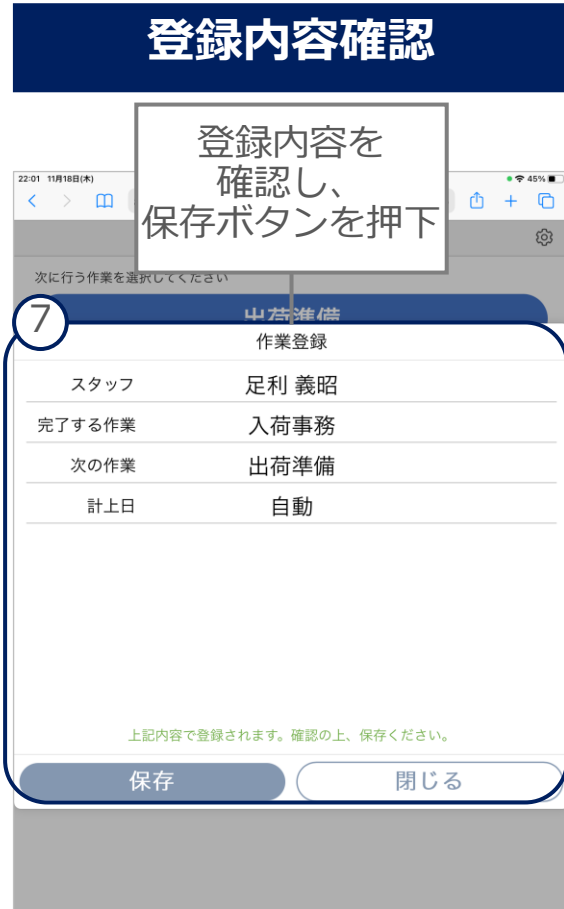 登録内容確認
登録内容を
確認し、
保存ボタンを押下
22:01 11月18日(木)
45%
次に行う作業を選択してください
出荷準備
7
作業登録
スタッフ 足利 義昭
完了する作業 入荷事務
次の作業 出荷準備
計上日 自動
上記内容で登録されます。確認の上、保存ください。
保存 閉じる